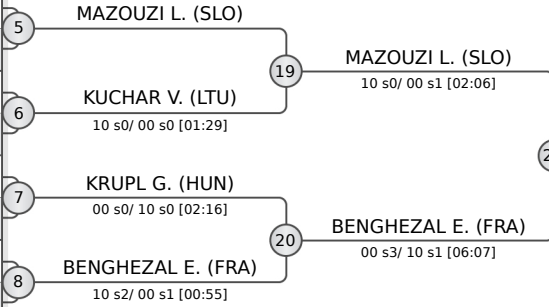 MAZOUZI L. (SLO)
5
19
MAZOUZI L. (SLO)
10 s0/ 00 s1 [02:06]
KUCHAR V. (LTU)
6
10 s0/ 00 s0 [01:29]
KRUPL G. (HUN)
7
00 s0/ 10 s0 [02:16]
20
BENGHEZAL E. (FRA)
00 s3/ 10 s1 [06:07]
BENGHEZAL E. (FRA)
8
10 s2/ 00 s1 [00:55]